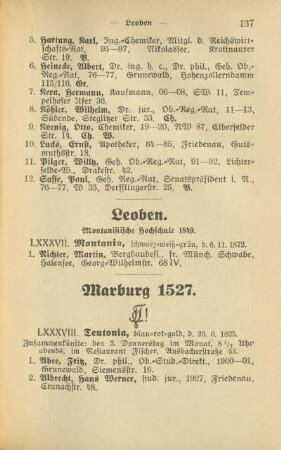 — Leoben — 137
5. Hartung, Karl, Ing.-Chemiker, Mitgl. d. Reichswirt-
schafts-Rat, 95—97, Nikolassee, Krottnaurer
Str. 19. B.
6. Heinecke, Albert, Dr. ing. h. c., Dr. phil., Geh. Ob.-
Reg.-Rat, 76—77, Grunewald, Hohenzollerndamm
115/116, Gr.
7. Kern, Hermann, Kaufmann, 06—08, SW 11, Tem-
pelhofer Ufer 36.
8. Köhler, Wilhelm, Dr. jur., Ob.-Reg.-Rat, 11—13,
Südende, Steglitzer Str. 33. Ch.
9. Koenig, Otto, Chemiker, 19—20, NW 87, Elberfelder
Str. 14. Ch. W.
10. Lucks, Ernst, Apotheker, 84—85, Friedenau, Guts-
muthsstr. 18.
11. Pilger, Willy, Geh. Ob.-Reg.-Rat, 91—92, Lichter-
felde-W., Drakestr. 42.
12. Sasse, Paul, Geh. Reg.-Rat, Senatspräsident i. R.,
76—77, W 35, Derfflingerstr. 25. B.
Leoben.
Montanistische Hochschule 1849.
LXXXVII. Montania, schwarz-weiß-grün, d. 6. 11. 1872.
1. Richter, Martin, Bergbaubefl., fr. Münch. Schwabe,
Halensee, Georg-Wilhelmstr. 68 IV.
Marburg 1527.
LXXXVIII. Teutonia, blau-rot-gold, d. 29. 6. 1825.
Zusammenkünfte: den 3. Donnerstag im Monat, 8½ Uhr
abends, im Restaurant Fischer, Ansbacherstraße 53.
1. Abee, Fritz, Dr. phil., Ob.-Stud.-Direkt., 1900—01,
Grunewald, Siemensstr. 16.
2. Albrecht, Hans Werner, stud. jur., 1927, Friedenau,
Cranachstr. 48.